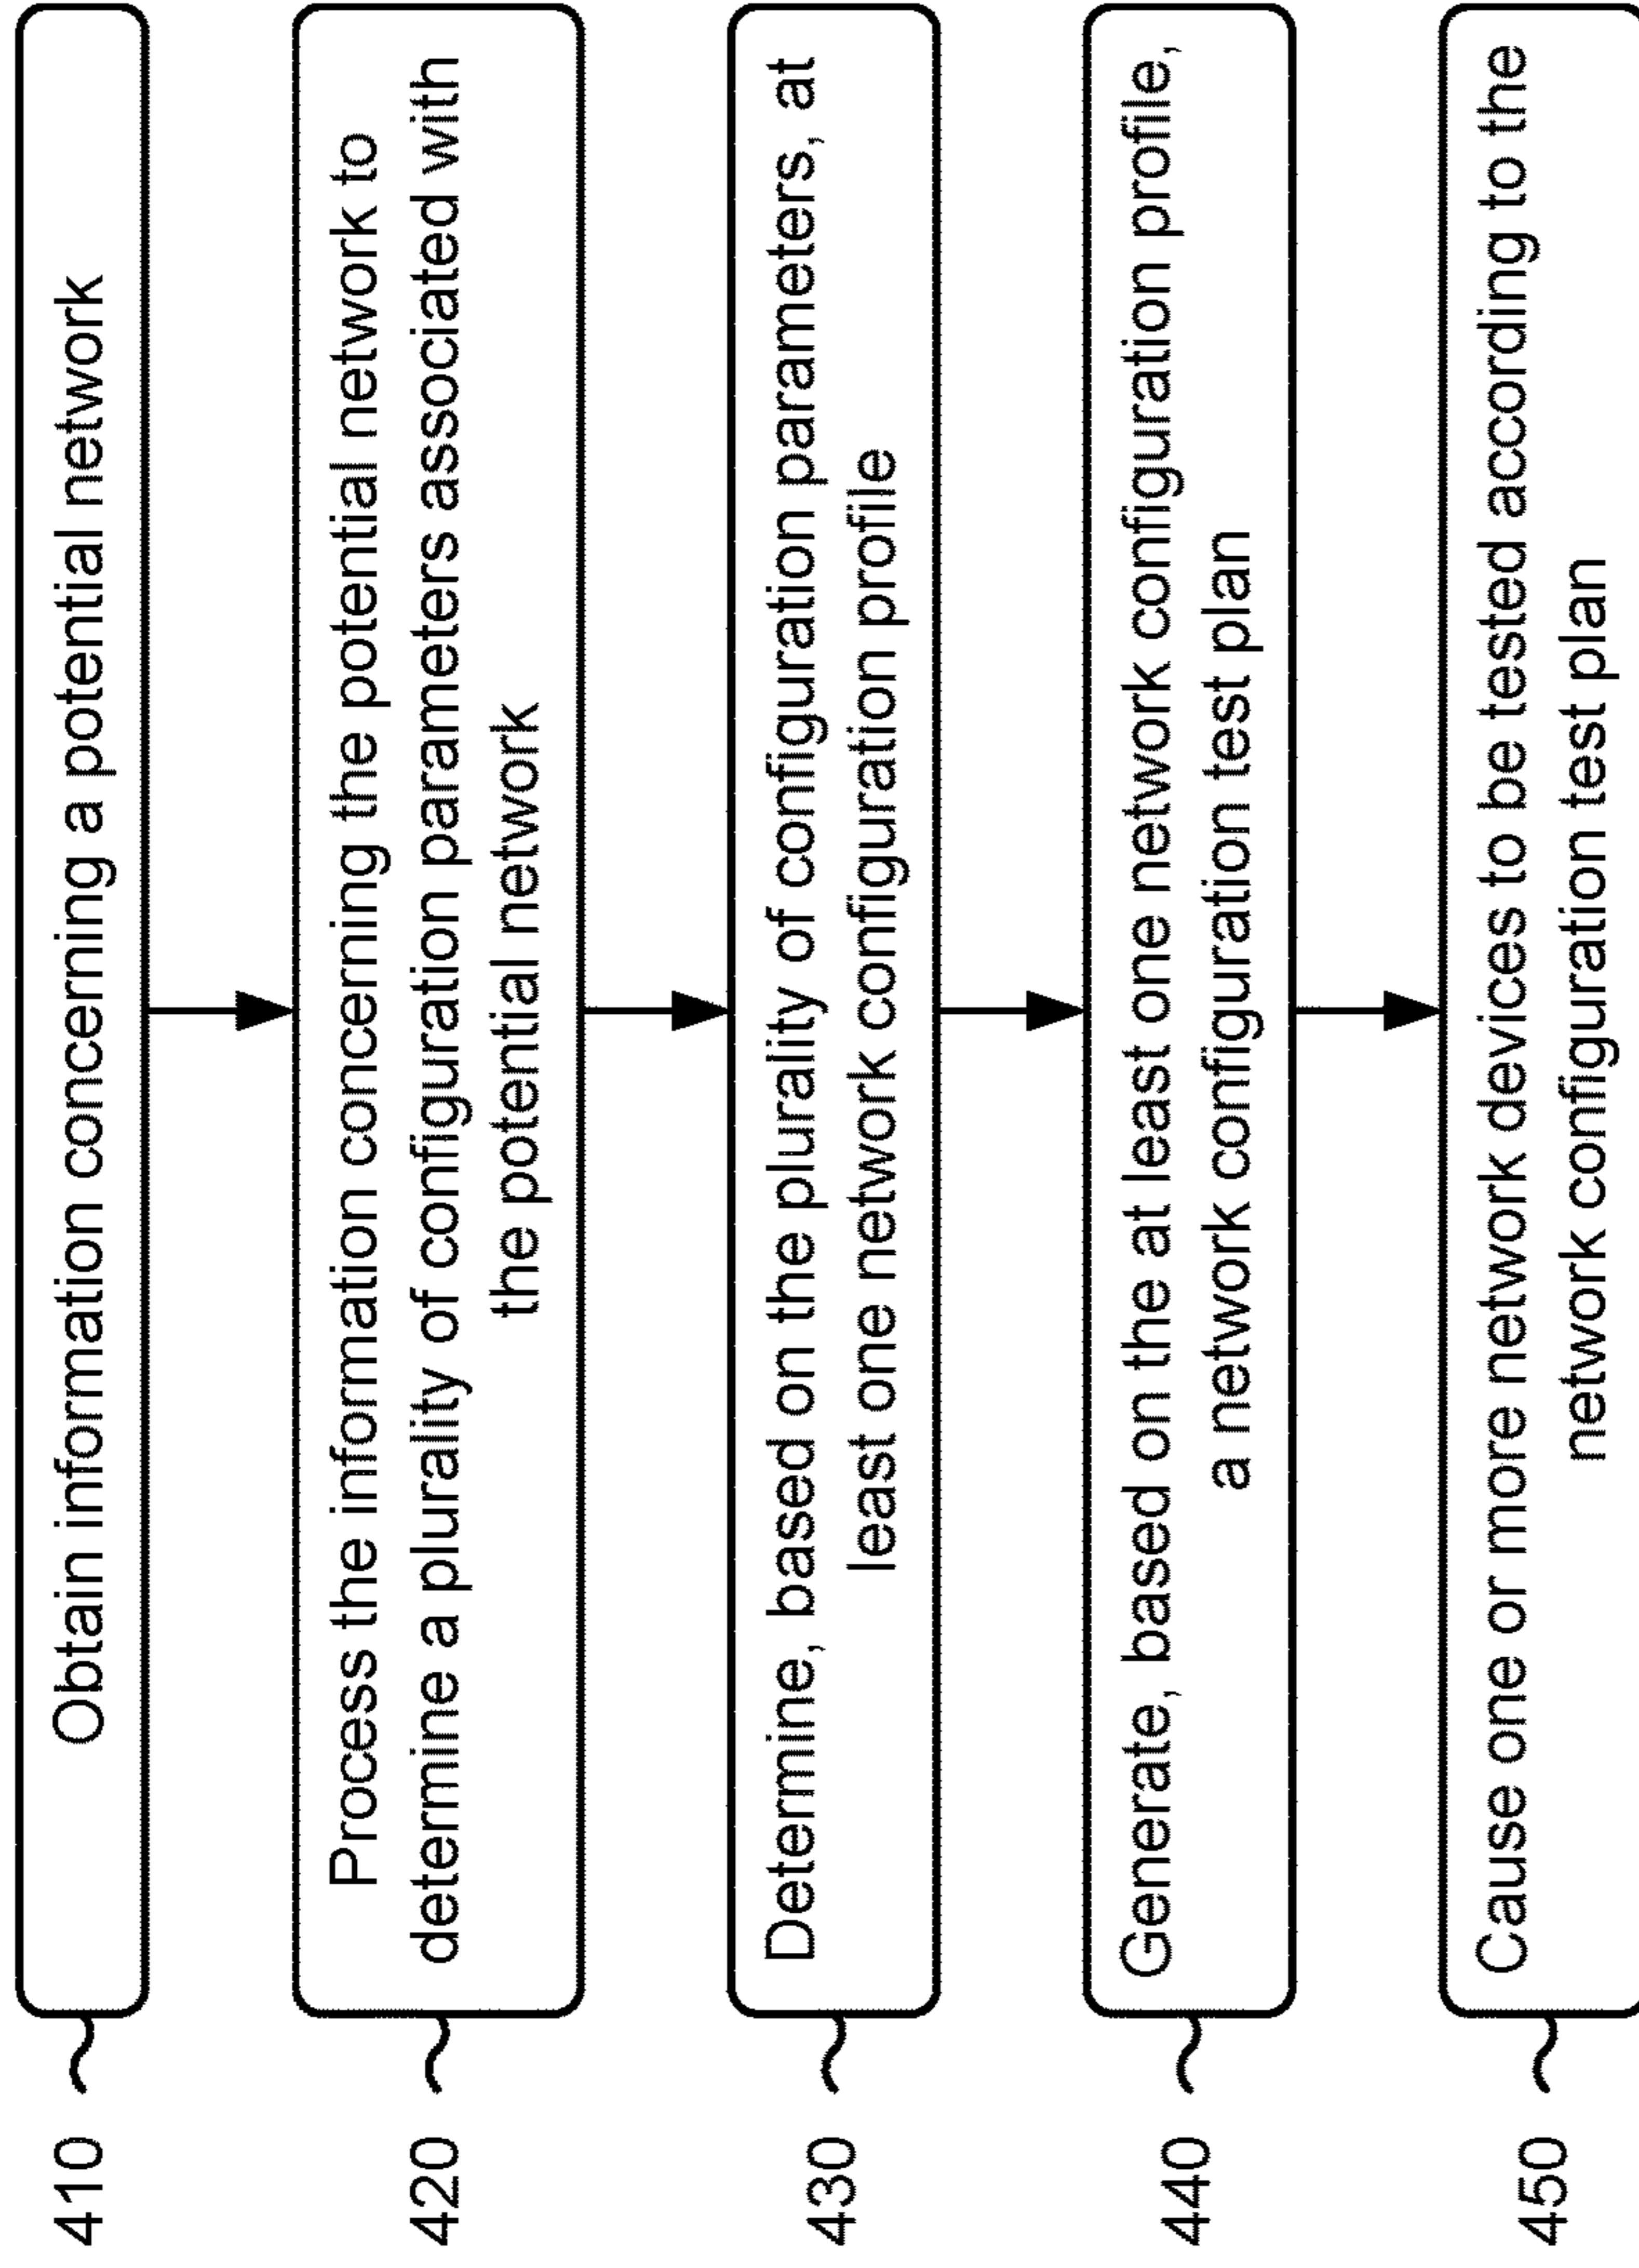 410
Obtain information concerning a potential network
420
Process the information concerning the potential network to
determine a plurality of configuration parameters associated with
the potential network
430
Determine, based on the plurality of configuration parameters, at
least one network configuration profile
440
Generate, based on the at least one network configuration profile,
a network configuration test plan
450
Cause one or more network devices to be tested according to the
network configuration test plan